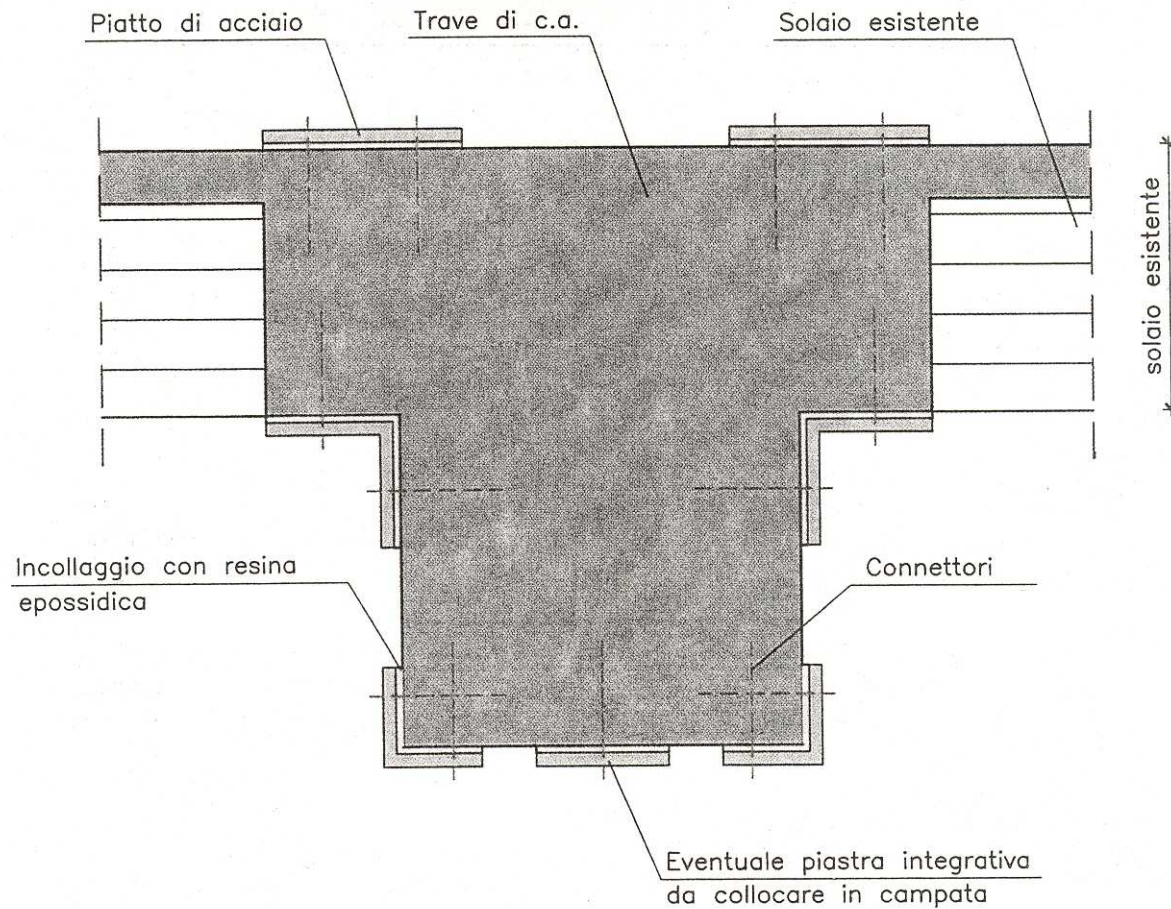 Piatto di acciaio
Trave di c.a.
Solaio esistente
solaio esistente
Incollaggio con resina
epossidica
Connettori
Eventuale piastra integrativa
da collocare in campata